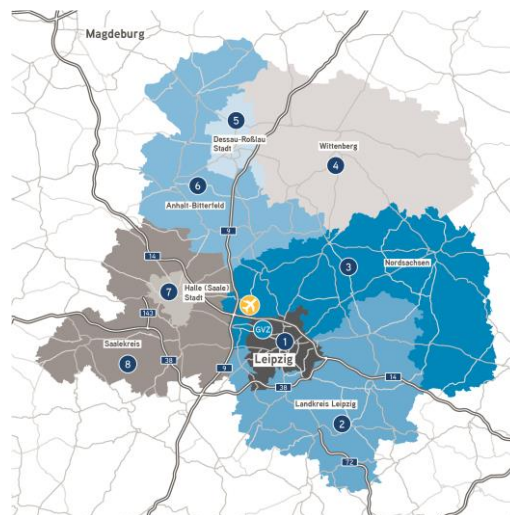 Magdeburg
5
Dessau-Roßlau
Stadt
Wittenberg
4
6
Anhalt-Bitterfeld
9
14
3
Nordsachsen
7
Halle (Saale)
Stadt
143
GVZ
1
Leipzig
Saalekreis
8
38
9
38
14
Landkreis Leipzig
2
72